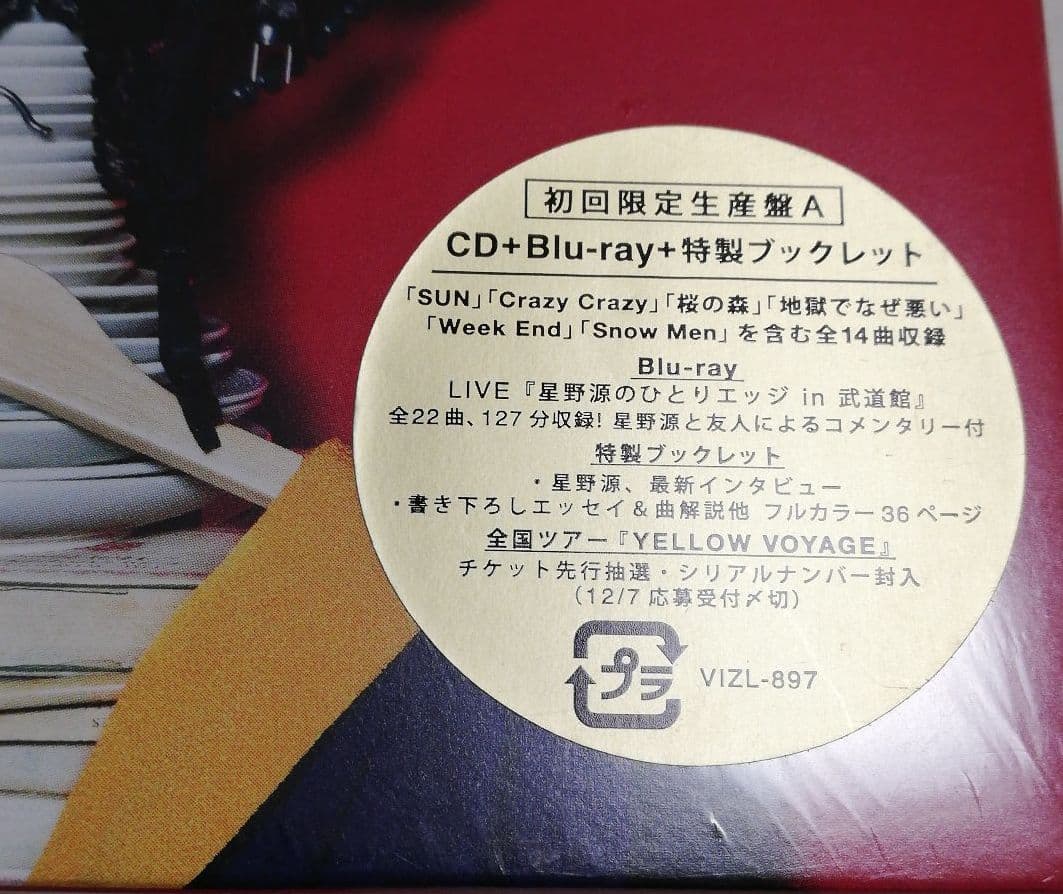 初回限定生産盤A
CD+Blu-ray+特製ブックレット
「SUN」「Crazy Crazy」「桜の森」「地獄でなぜ悪い」
「Week End」「Snow Men」を含む全14曲収録
Blu-ray
LIVE『星野源のひとりエッジ in 武道館』
全22曲、127分収録! 星野源と友人によるコメンタリー付
特製ブックレット
・星野源、最新インタビュー
・書き下ろしエッセイ&曲解説他 フルカラー36ページ
全国ツアー『YELLOW VOYAGE』
チケット先行抽選・シリアルナンバー封入
(12/7応募受付〆切)
プラ VIZL-897